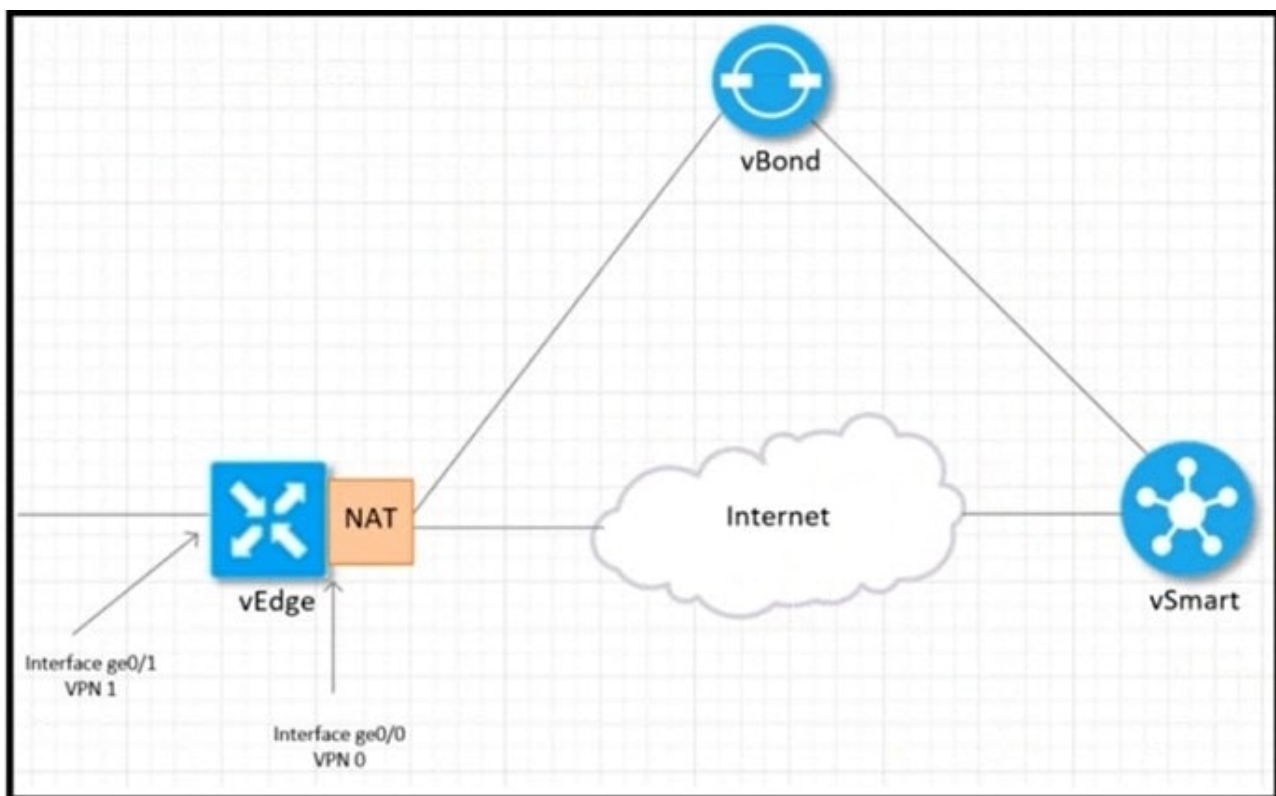 vBond
NAT
Internet
vEdge
vSmart
Interface ge0/1
VPN 1
Interface ge0/0
VPN 0